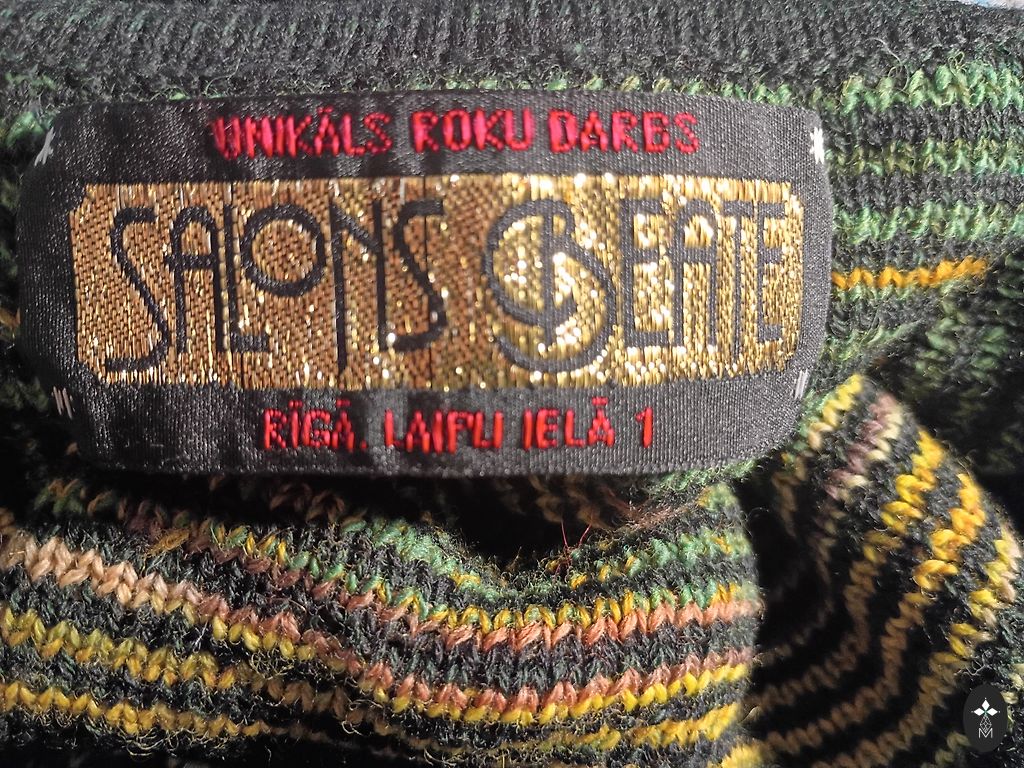 UNIKĀLS ROKU DARBS
SALONS BEATE
RĪGĀ, LAIPU IELĀ 1
M